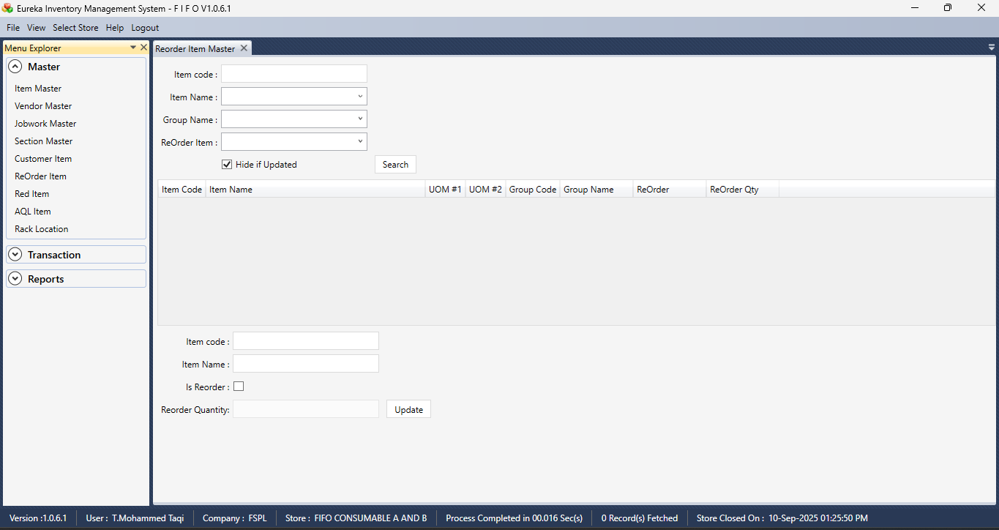 Eureka Inventory Management System - F I F O V1.0.6.1
File View Select Store Help Logout
Menu Explorer
Master
Item Master
Vendor Master
Jobwork Master
Section Master
Customer Item
ReOrder Item
Red Item
AQL Item
Rack Location
Transaction
Reports
Reorder Item Master
Item code :
Item Name :
Group Name :
ReOrder Item :
Hide if Updated Search
Item Code Item Name UOM #1 UOM #2 Group Code Group Name ReOrder ReOrder Qty
Item code :
Item Name :
Is Reorder :
Reorder Quantity: Update
Version :1.0.6.1 User : T.Mohammed Taqi Company : FSPL Store : FIFO CONSUMABLE A AND B Process Completed in 00.016 Sec(s) 0 Record(s) Fetched Store Closed On : 10-Sep-2025 01:25:50 PM